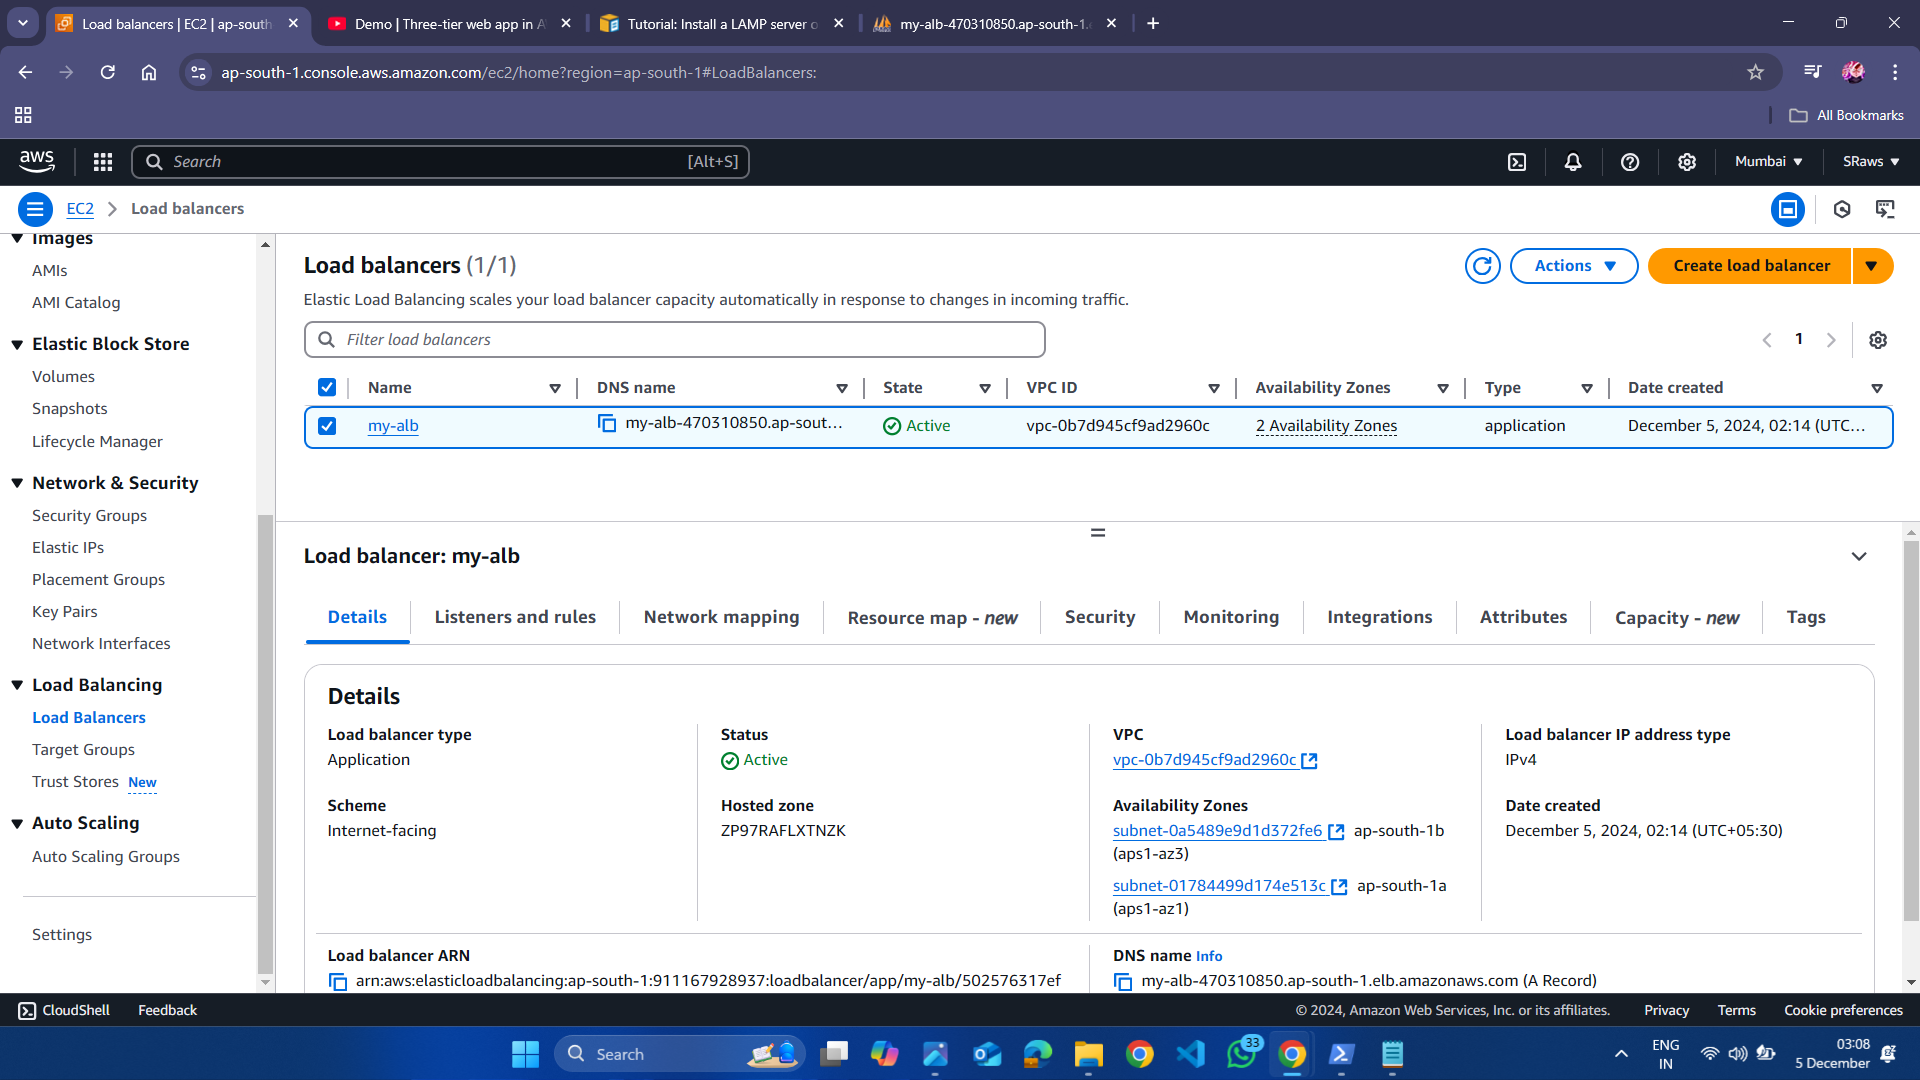 Load balancers | EC2 | ap-south
Demo | Three-tier web app in A
Tutorial: Install a LAMP server o
my-alb-470310850.ap-south-1.
ap-south-1.console.aws.amazon.com/ec2/home?region=ap-south-1#LoadBalancers:
All Bookmarks
aws
Search
[Alt+S]
Mumbai
SRaws
EC2
Load balancers
Images
AMIs
AMI Catalog
Elastic Block Store
Volumes
Snapshots
Lifecycle Manager
Network & Security
Security Groups
Elastic IPs
Placement Groups
Key Pairs
Network Interfaces
Load Balancing
Load Balancers
Target Groups
Trust Stores New
Auto Scaling
Auto Scaling Groups
Settings
Load balancers (1/1)
Actions
Create load balancer
Elastic Load Balancing scales your load balancer capacity automatically in response to changes in incoming traffic.
Filter load balancers
1
Name DNS name State VPC ID Availability Zones Type Date created
my-alb my-alb-470310850.ap-sout... Active vpc-0b7d945cf9ad2960c 2 Availability Zones application December 5, 2024, 02:14 (UTC...
Load balancer: my-alb
Details Listeners and rules Network mapping Resource map - new Security Monitoring Integrations Attributes Capacity - new Tags
Details
Load balancer type
Application
Status
Active
VPC
vpc-0b7d945cf9ad2960c
Load balancer IP address type
IPv4
Scheme
Internet-facing
Hosted zone
ZP97RAFLXTNZK
Availability Zones
subnet-0a5489e9d1d372fe6 ap-south-1b
(aps1-az3)
subnet-01784499d174e513c ap-south-1a
(aps1-az1)
Date created
December 5, 2024, 02:14 (UTC+05:30)
Load balancer ARN
arn:aws:elasticloadbalancing:ap-south-1:911167928937:loadbalancer/app/my-alb/502576317ef
DNS name Info
my-alb-470310850.ap-south-1.elb.amazonaws.com (A Record)
CloudShell
Feedback
© 2024, Amazon Web Services, Inc. or its affiliates.
Privacy
Terms
Cookie preferences
Search
33
ENG
IN
03:08
5 December